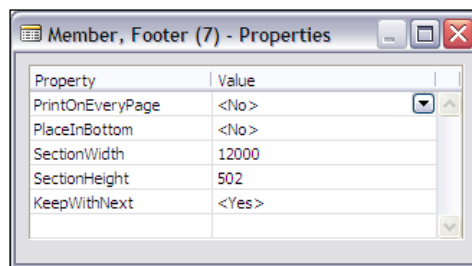 Member, Footer (7) - Properties
Property Value
PrintOnEveryPage <No>
PlaceInBottom <No>
SectionWidth 12000
SectionHeight 502
KeepWithNext <Yes>